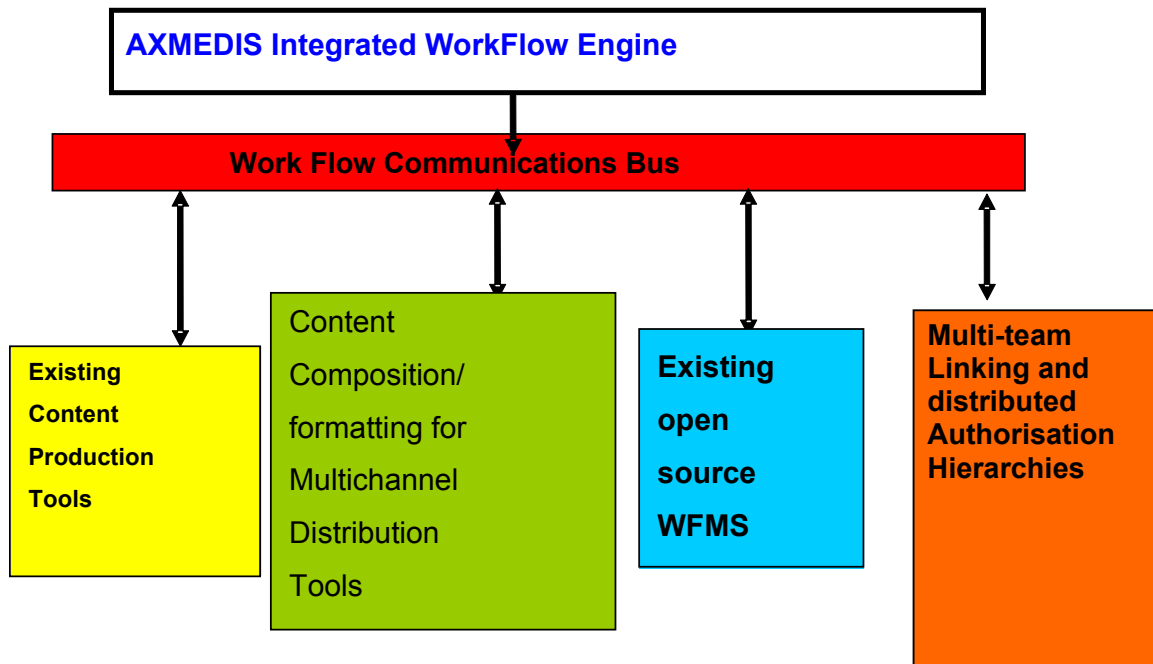 AXMEDIS Integrated WorkFlow Engine
Work Flow Communications Bus
Existing
Content
Production
Tools
Content
Composition/
formatting for
Multichannel
Distribution
Tools
Existing
open
source
WFMS
Multi-team
Linking and
distributed
Authorisation
Hierarchies